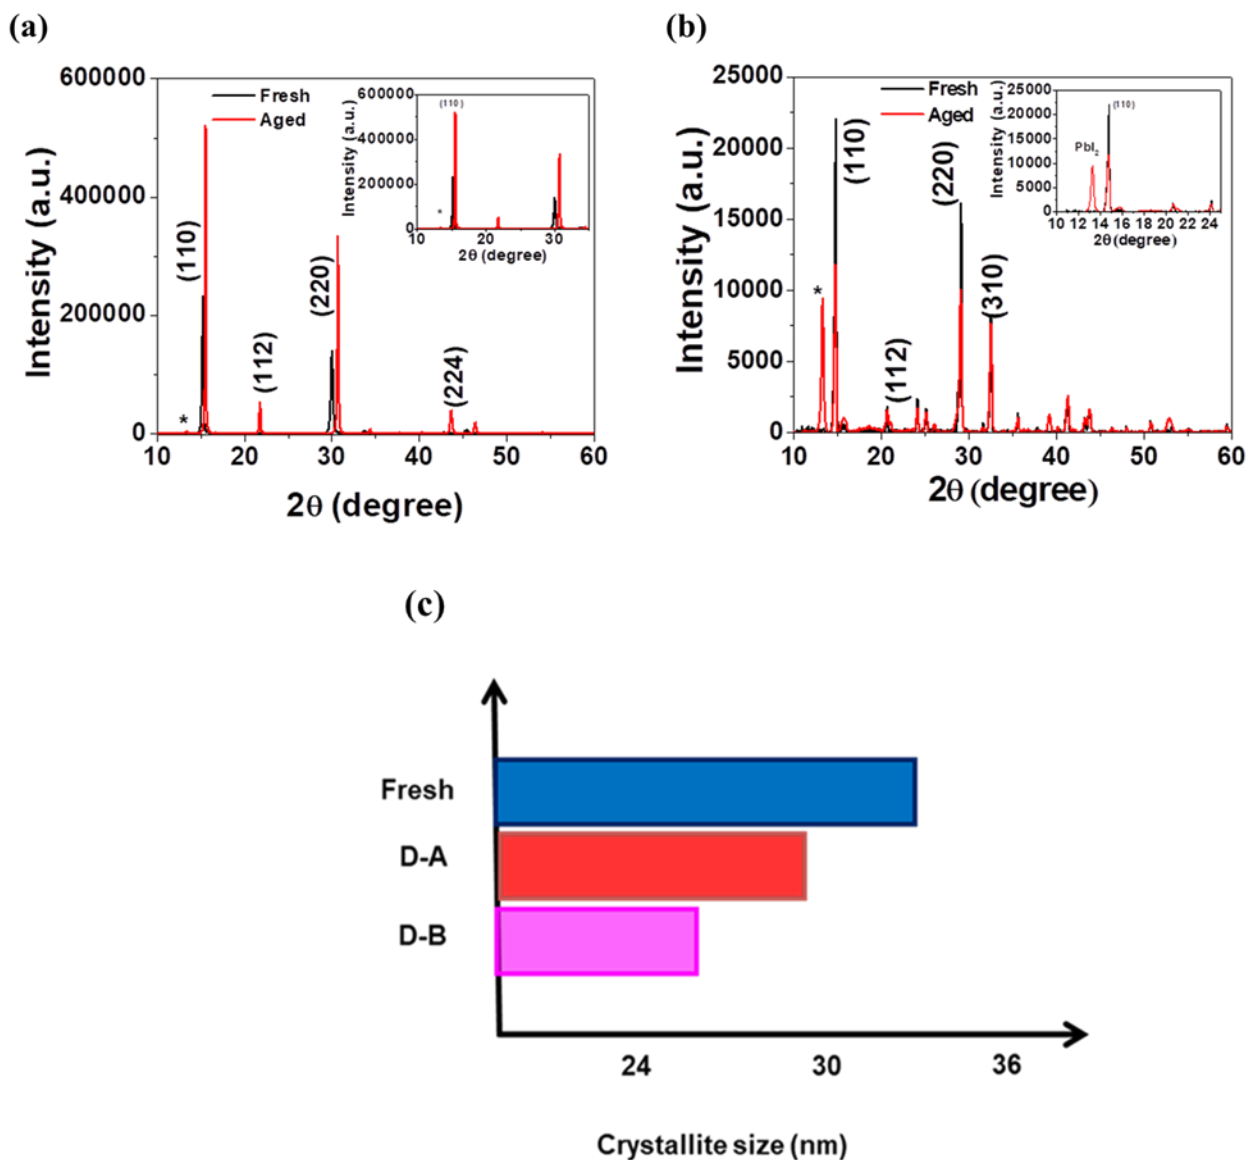 (a)
600000
400000
200000
0
Intensity (a.u.)
Fresh
Aged
(110)
(112)
(220)
(224)
*
10 20 30 40 50 60
2θ (degree)
600000
400000
200000
0
Intensity (a.u.)
(110)
*
10 20 30
2θ (degree)
(b)
25000
20000
15000
10000
5000
0
Intensity (a.u.)
Fresh
Aged
*
(110)
(112)
(220)
(310)
10 20 30 40 50 60
2θ (degree)
25000
20000
15000
10000
5000
0
Intensity (a.u.)
PbI2
(110)
10 12 14 16 18 20 22 24
2θ (degree)
(c)
Fresh
D-A
D-B
24 30 36
Crystallite size (nm)